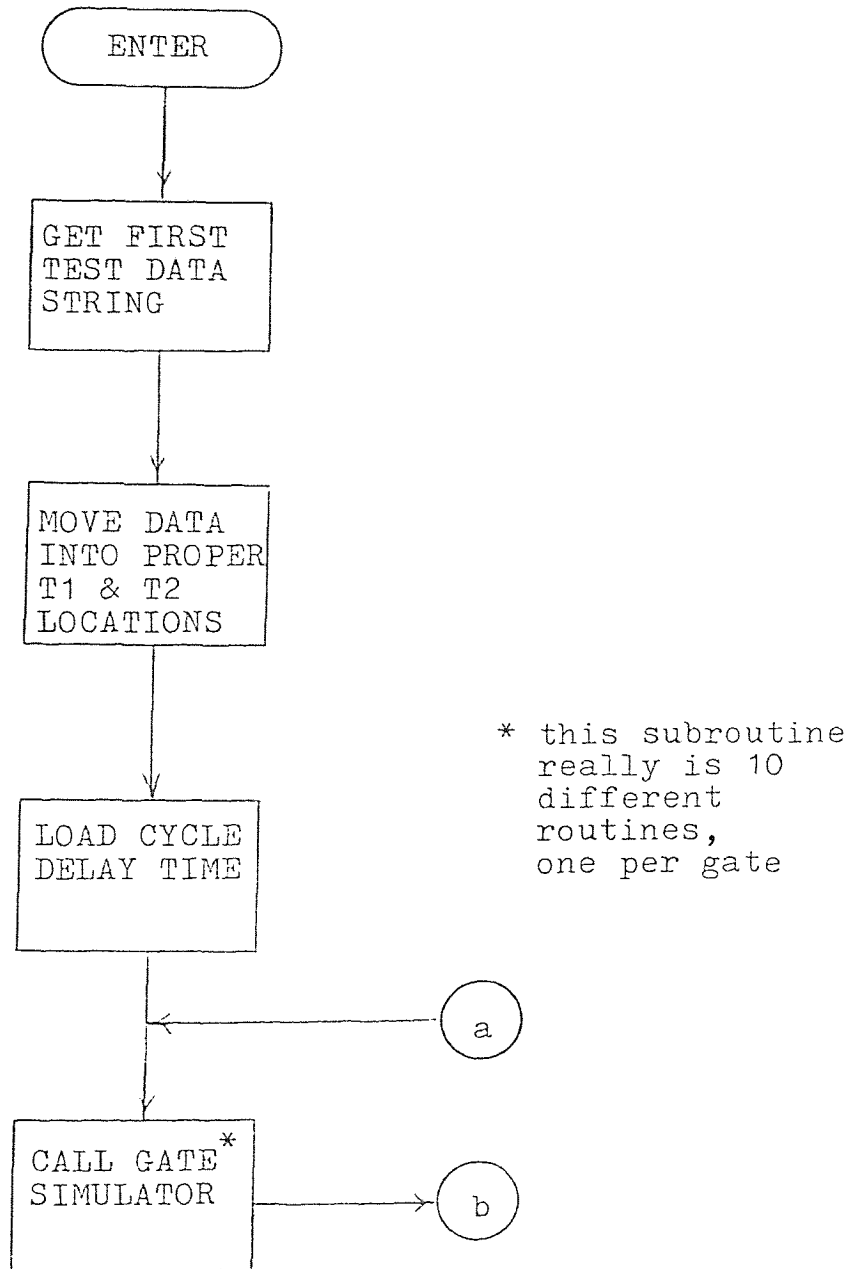 ENTER
GET FIRST
TEST DATA
STRING
MOVE DATA
INTO PROPER
T1 & T2
LOCATIONS
* this subroutine
really is 10
different
routines,
one per gate
LOAD CYCLE
DELAY TIME
a
CALL GATE*
SIMULATOR
b